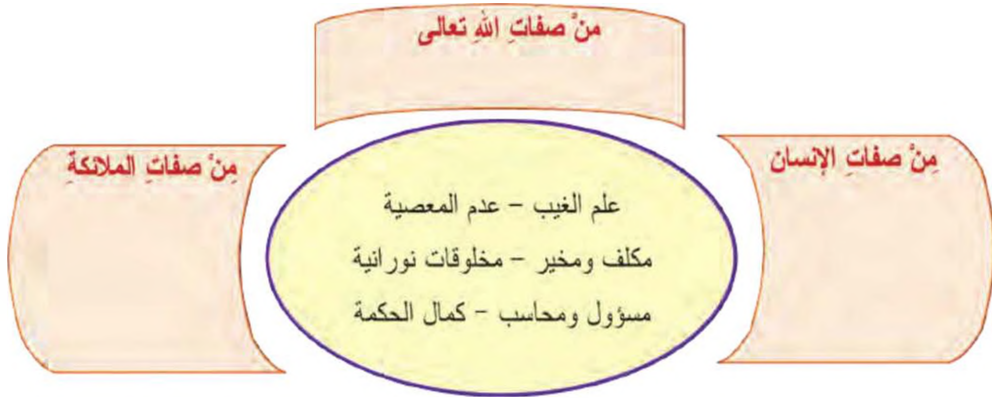 منْ صفاتِ اللهِ تعالى
مِنْ صفاتِ الإنسان
مِنْ صفاتِ الملائكةِ
علم الغيب – عدم المعصية
مكلف ومخير – مخلوقات نورانية
مسؤول ومحاسب – كمال الحكمة